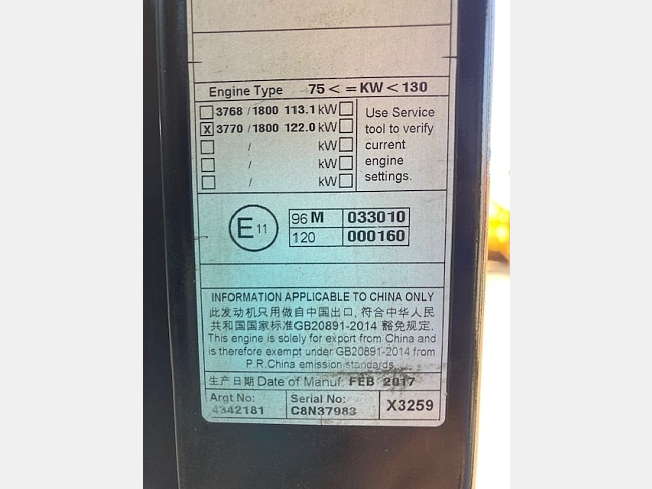 Engine Type 75 < = KW < 130
3768 / 1800 113.1 kW
X 3770 / 1800 122.0 kW
/ kW
/ kW
/ kW
Use Service
tool to verify
current
engine
settings.
E 11
96 M 033010
120 000160
INFORMATION APPLICABLE TO CHINA ONLY
此发动机只用做自中国出口, 符合中华人民
共和国国家标准GB20891-2014 豁免规定.
This engine is solely for export from China and
is therefore exempt under GB20891-2014 from
P.R.China emission standards.
生产日期 Date of Manuf: FEB 2017
Argt No: Serial No:
4342181 C8N37983 X3259